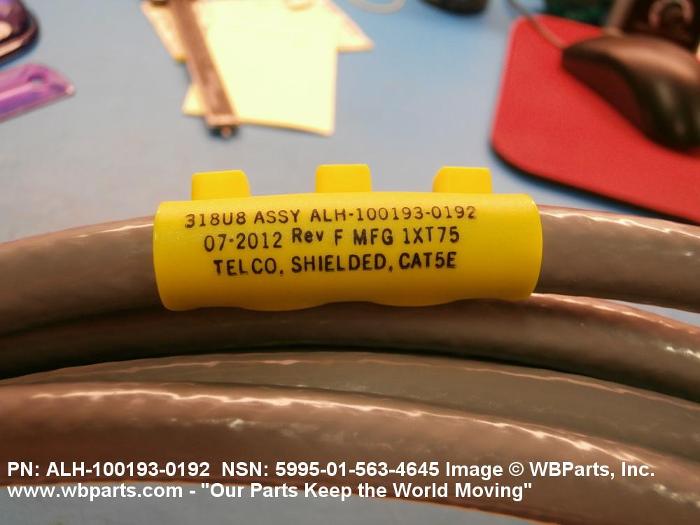 318U8 ASSY ALH-100193-0192
07-2012 Rev F MFG 1XT75
TELCO, SHIELDED, CAT5E
PN: ALH-100193-0192 NSN: 5995-01-563-4645 Image © WBParts, Inc.
www.wbparts.com - "Our Parts Keep the World Moving"